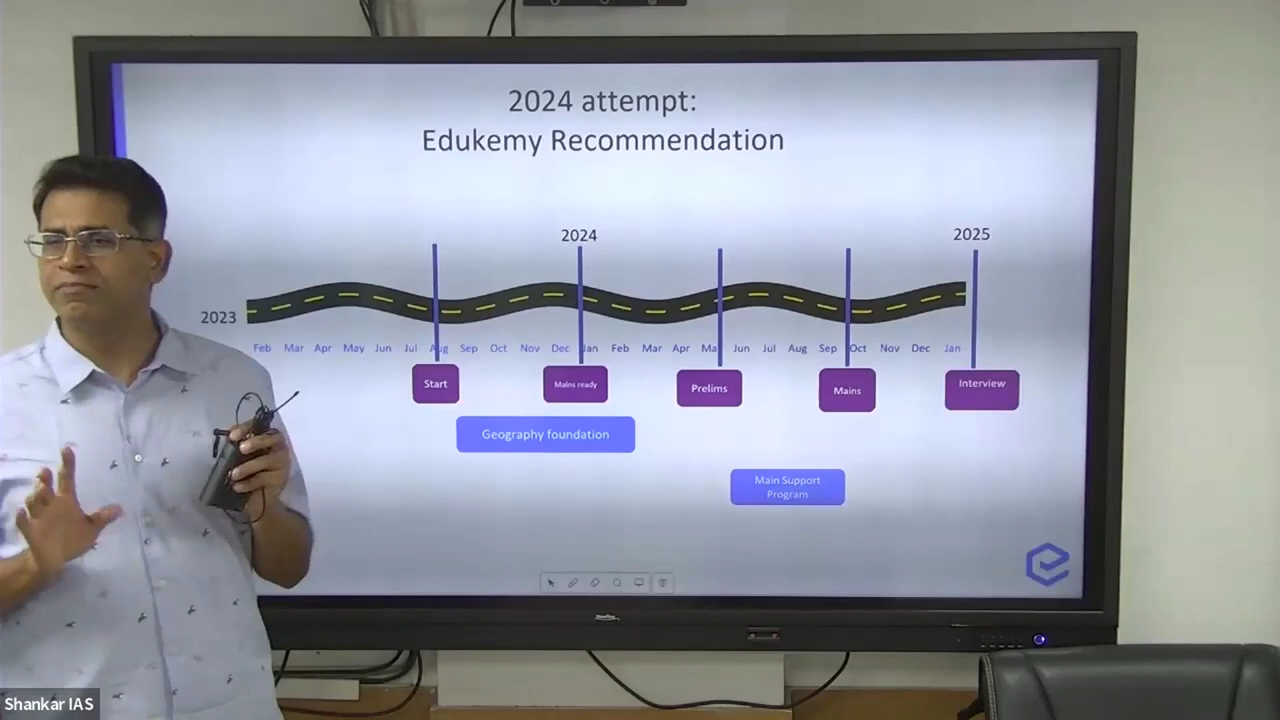 2024 attempt:
Edukemy Recommendation
2024
2025
2023
Feb Mar Apr May Jun Jul Aug Sep Oct Nov Dec Jan Feb Mar Apr Ma Jun Jul Aug Sep Oct Nov Dec Jan
Start
Mains ready
Prelims
Mains
Interview
Geography foundation
Main Support
Program
Shankar IAS